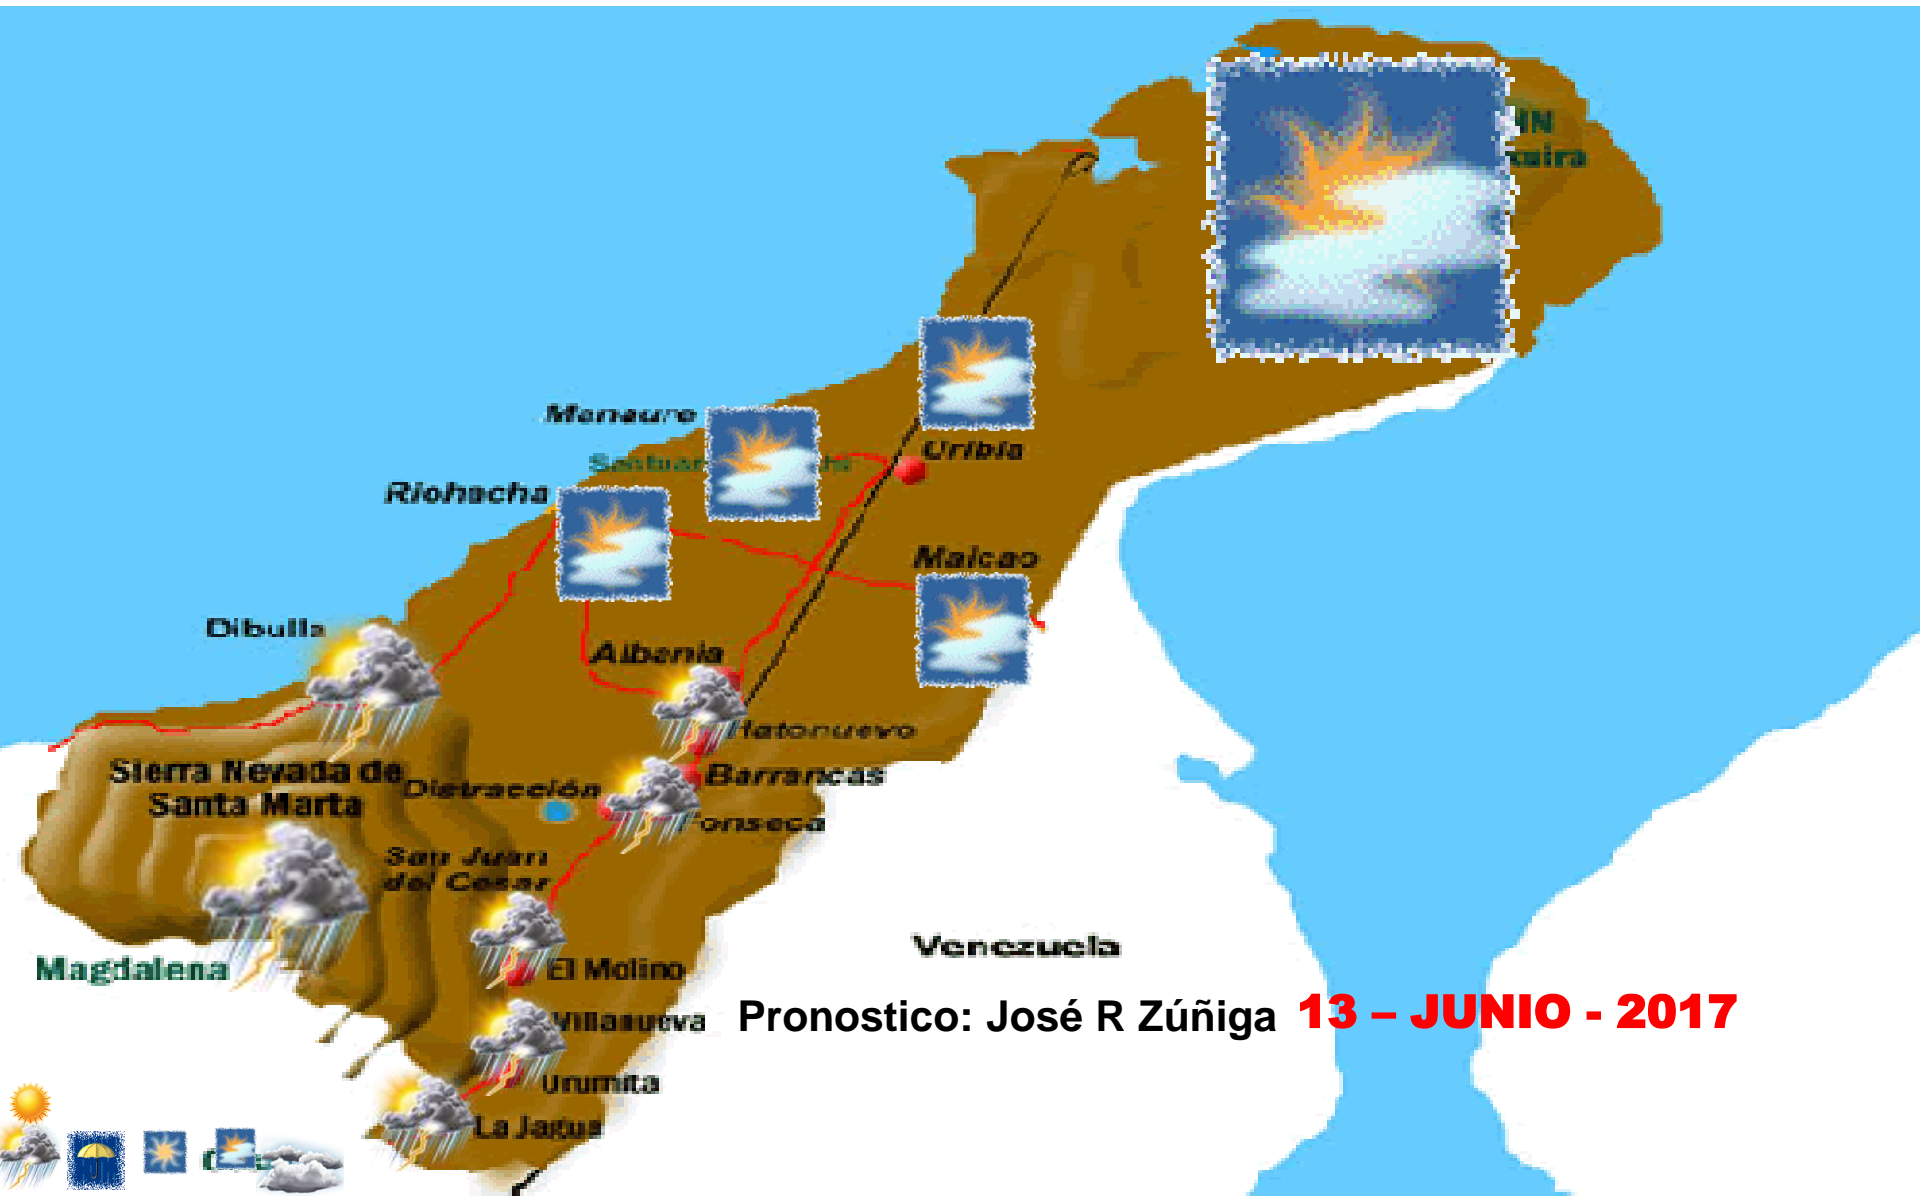 Manaure
Uribia
Riohacha
Maicao
Dibulla
Albania
Hatonuevo
Sierra Nevada de
Santa Marta
Distracción
Barrancas
Fonseca
San Juan
del Cesar
Venezuela
Magdalena
El Molino
Villanueva
Pronostico: José R Zúñiga 13 – JUNIO - 2017
Urumita
La Jagua